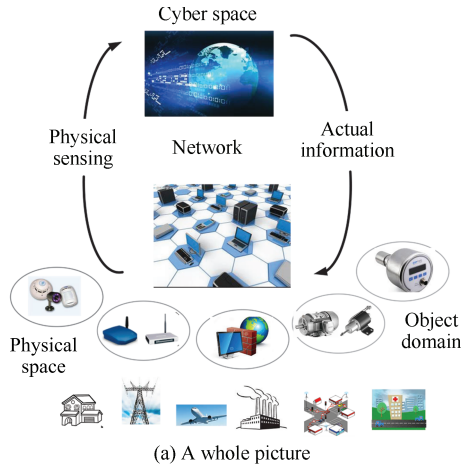 Cyber space
Physical
sensing
Network
Actual
information
Physical
space
Object
domain
(a) A whole picture